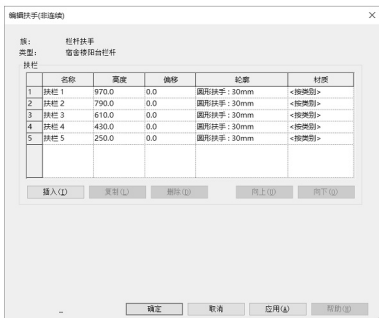 编辑扶手(非连续)
族: 栏杆扶手
类型: 宿舍楼阳台栏杆
扶栏
名称 高度 偏移 轮廓 材质
1 扶栏 1 970.0 0.0 圆形扶手 : 30mm <按类别>
2 扶栏 2 790.0 0.0 圆形扶手 : 30mm <按类别>
3 扶栏 3 610.0 0.0 圆形扶手 : 30mm <按类别>
4 扶栏 4 430.0 0.0 圆形扶手 : 30mm <按类别>
5 扶栏 5 250.0 0.0 圆形扶手 : 30mm <按类别>
插入(I) 复制(L) 删除(D) 向上(U) 向下(O)
确定 取消 应用(A) 帮助(H)